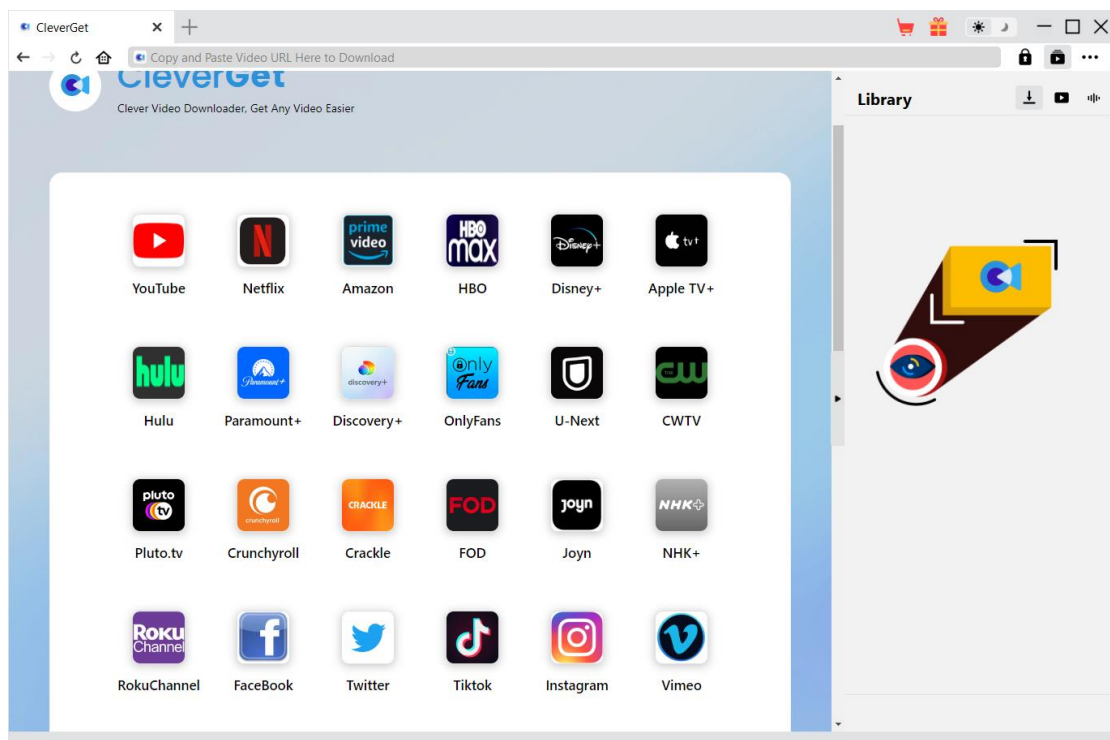 CleverGet
Copy and Paste Video URL Here to Download
CleverGet
Clever Video Downloader, Get Any Video Easier
Library
prime video
HBO max
Disney+
tv+
YouTube Netflix Amazon HBO Disney+ Apple TV+
hulu
Paramount+
discovery+
Only Fans
THE CW
Hulu Paramount+ Discovery+ OnlyFans U-Next CWTV
pluto tv
crunchyroll
CRACKLE
FOD
Joyn
NHK+
Pluto.tv Crunchyroll Crackle FOD Joyn NHK+
ROKU Channel
RokuChannel FaceBook Twitter Tiktok Instagram Vimeo